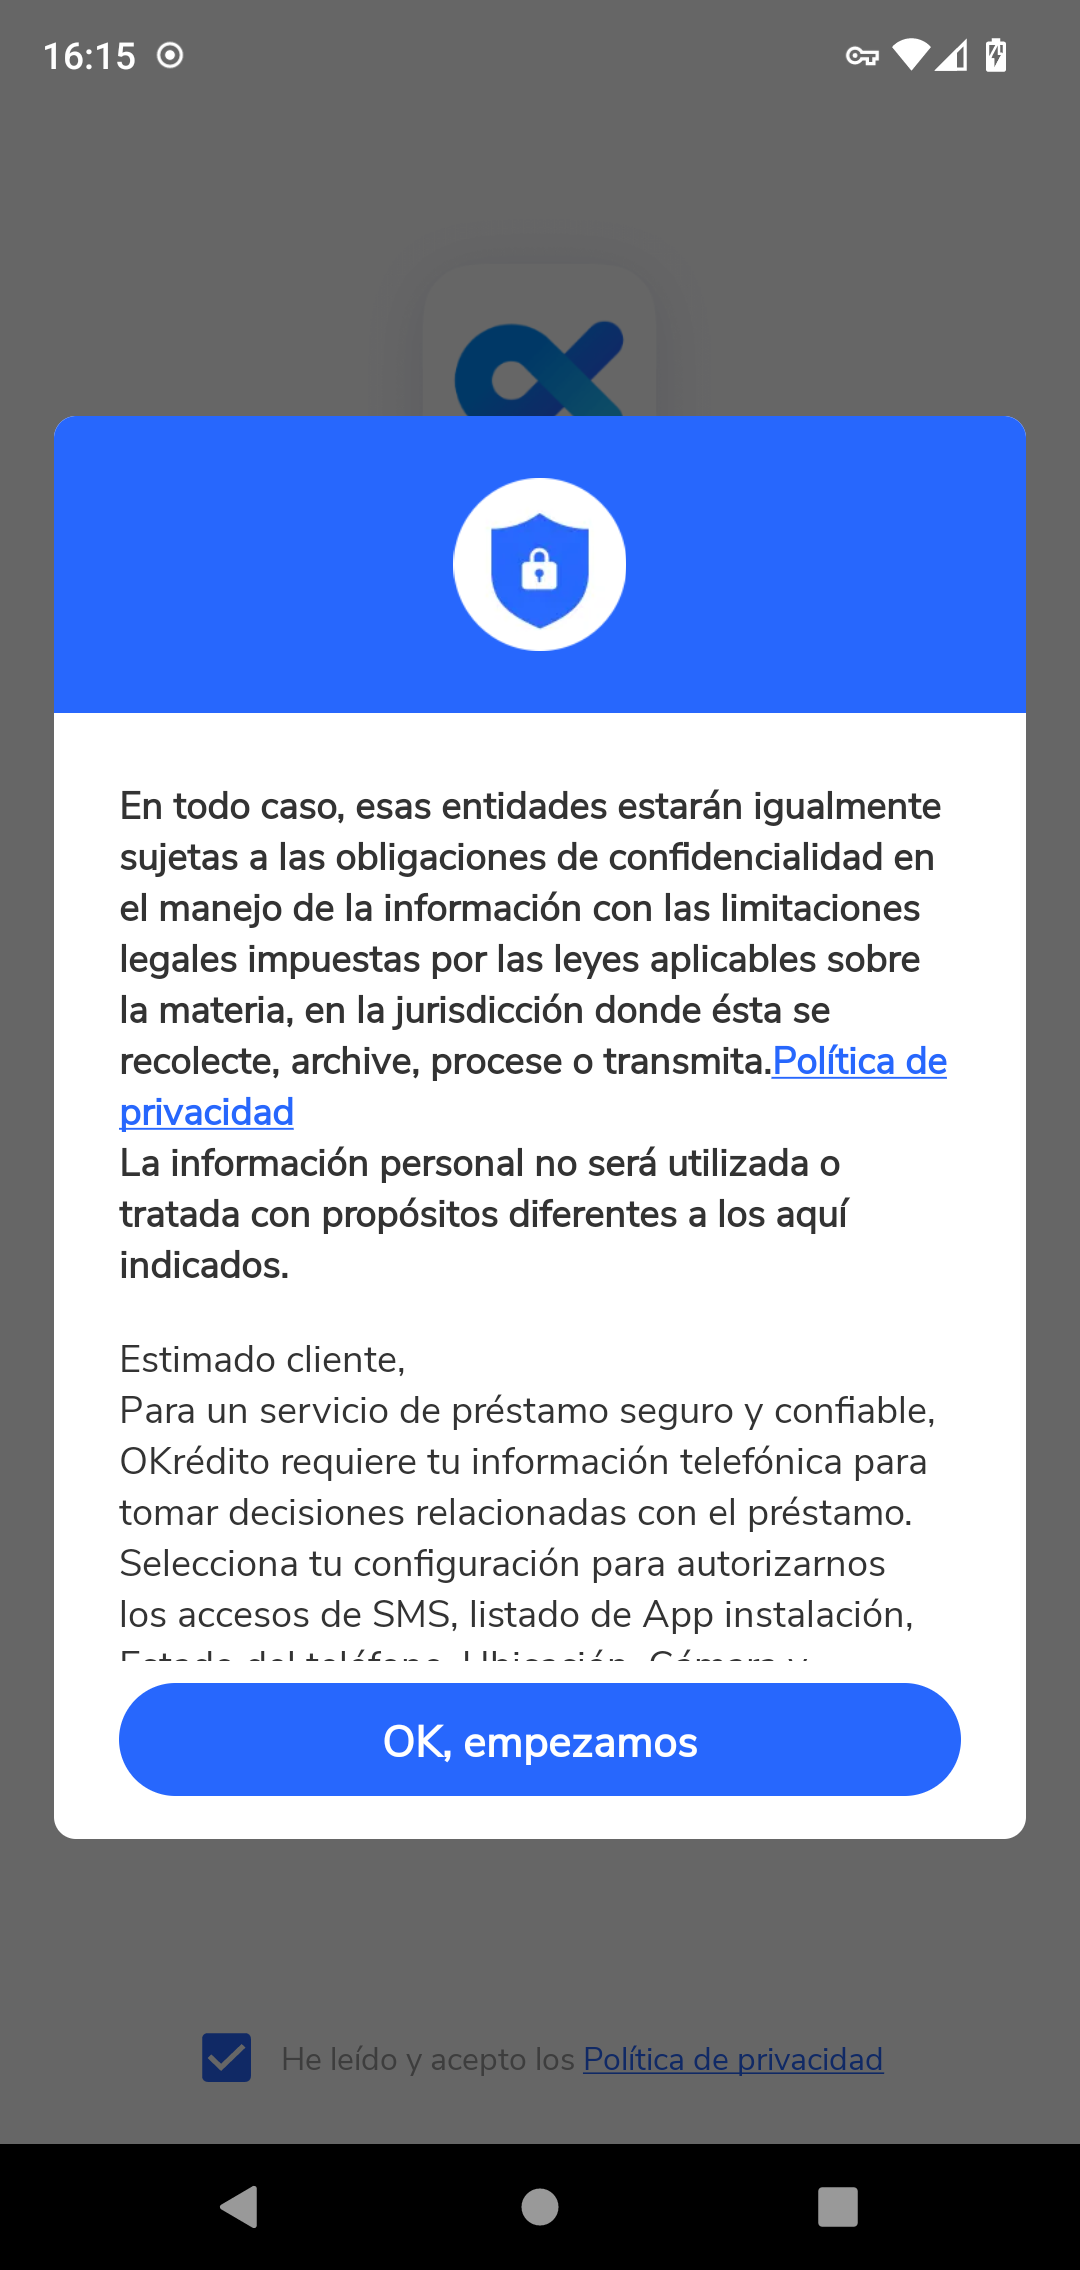 16:15
En todo caso, esas entidades estarán igualmente
sujetas a las obligaciones de confidencialidad en
el manejo de la información con las limitaciones
legales impuestas por las leyes aplicables sobre
la materia, en la jurisdicción donde ésta se
recolecte, archive, procese o transmita.Política de
privacidad
La información personal no será utilizada o
tratada con propósitos diferentes a los aquí
indicados.
Estimado cliente,
Para un servicio de préstamo seguro y confiable,
OKrédito requiere tu información telefónica para
tomar decisiones relacionadas con el préstamo.
Selecciona tu configuración para autorizarnos
los accesos de SMS, listado de App instalación,
Estado del teléfono, Ubicación, Cámara y
OK, empezamos
He leído y acepto los Política de privacidad